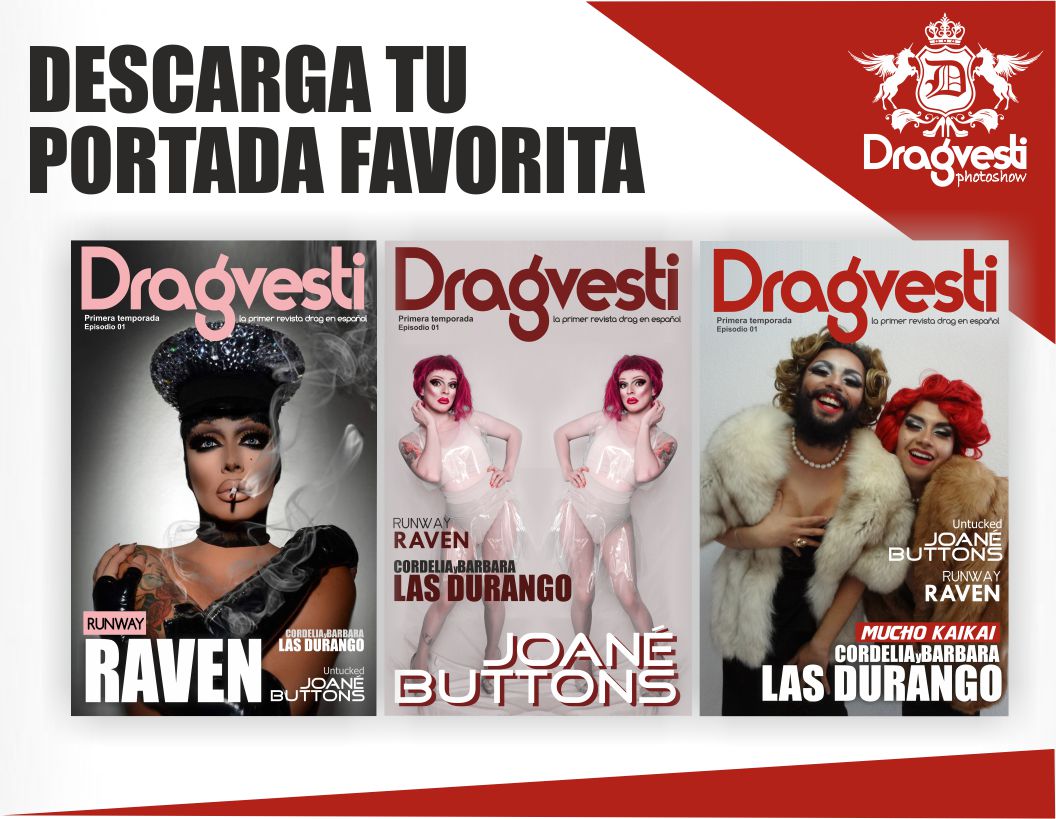 DESCARGA TU
PORTADA FAVORITA
D
Dragvesti
photoshow
Dragvesti
Primera temporada
Episodio 01
la primer revista drag en español
RUNWAY
RAVEN
CORDELIA y BARBARA
LAS DURANGO
Untucked
JOANÉ
BUTTONS
Dragvesti
Primera temporada
Episodio 01
la primer revista drag en español
RUNWAY
RAVEN
CORDELIA y BARBARA
LAS DURANGO
JOANÉ
BUTTONS
Dragvesti
Primera temporada
Episodio 01
la primer revista drag en español
Untucked
JOANÉ
BUTTONS
RUNWAY
RAVEN
MUCHO KAIKAI
CORDELIA y BARBARA
LAS DURANGO